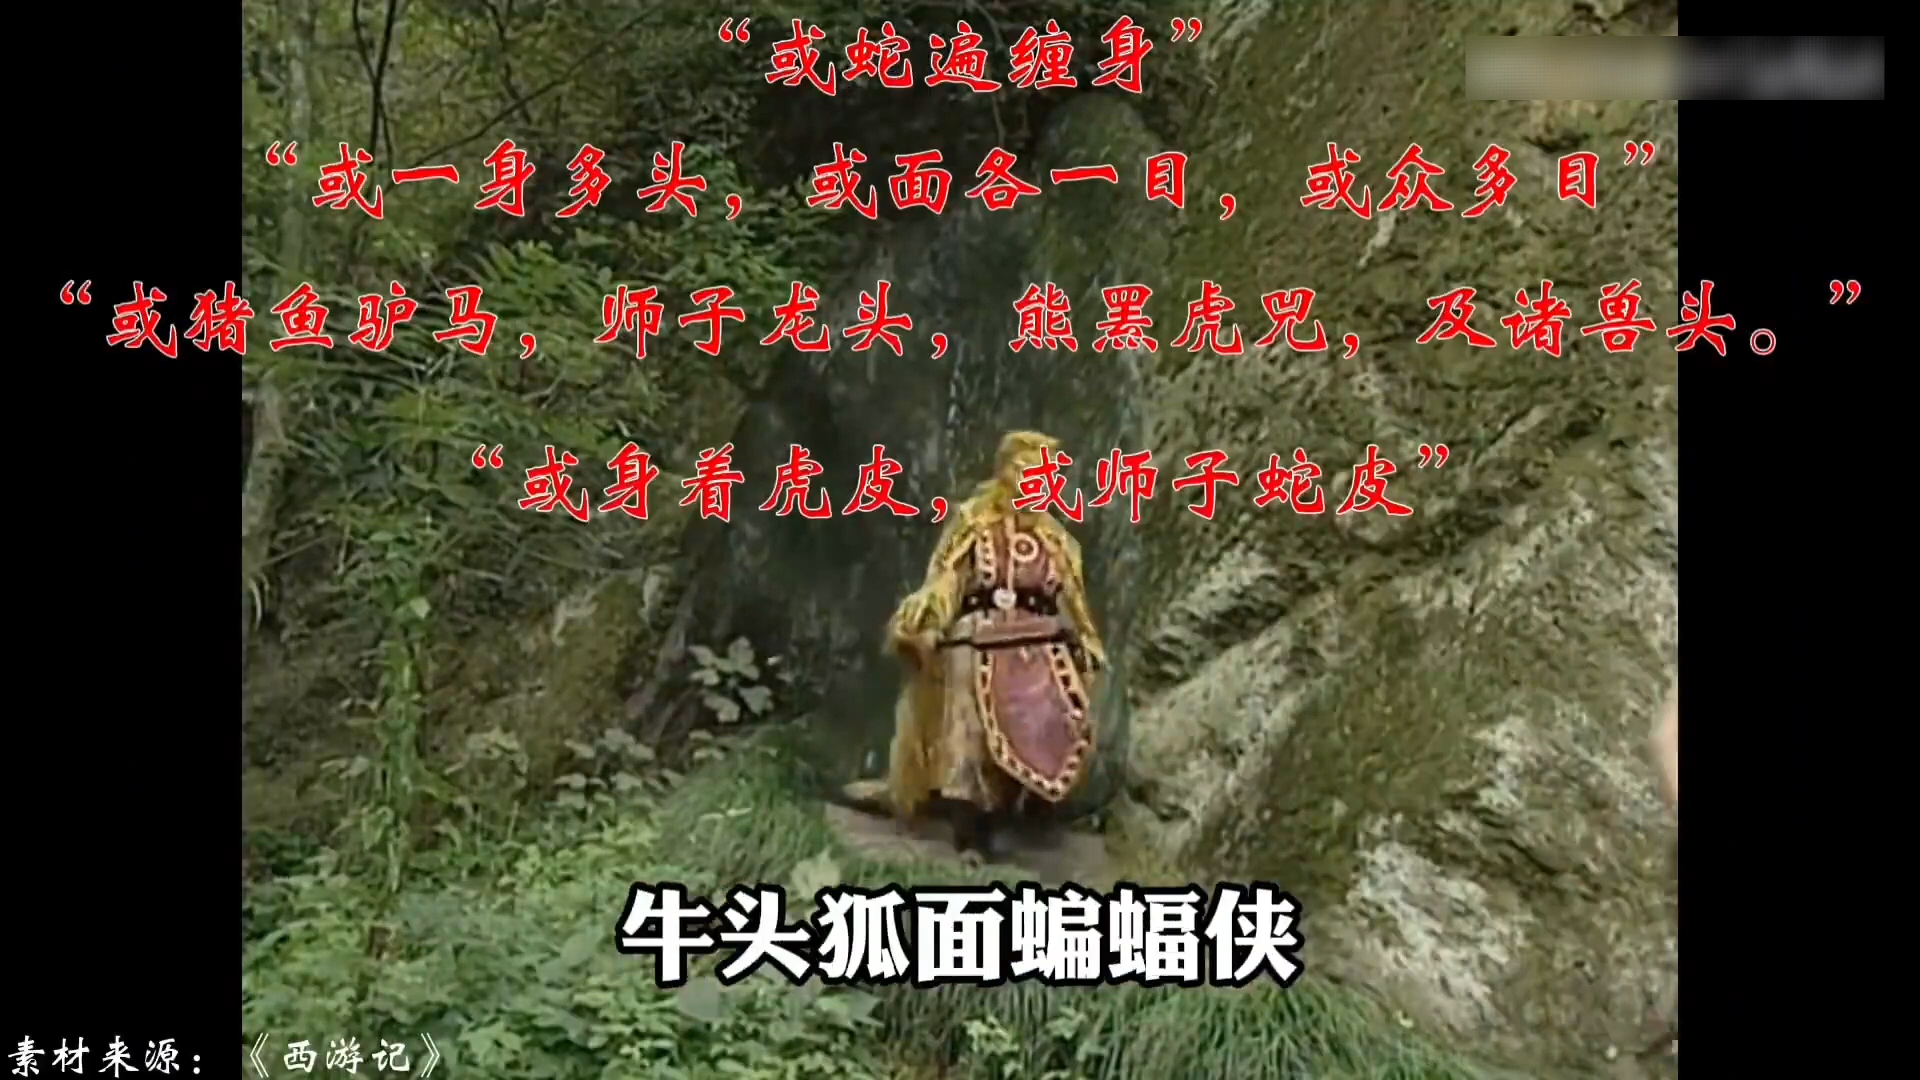 “或蛇遍缠身”
“或一身多头，或面各一目，或众多目”
“或猪鱼驴马，师子龙头，熊罴虎兕，及诸兽头。”
“或身着虎皮，或师子蛇皮”
牛头狐面蝙蝠侠
素材来源：《西游记》